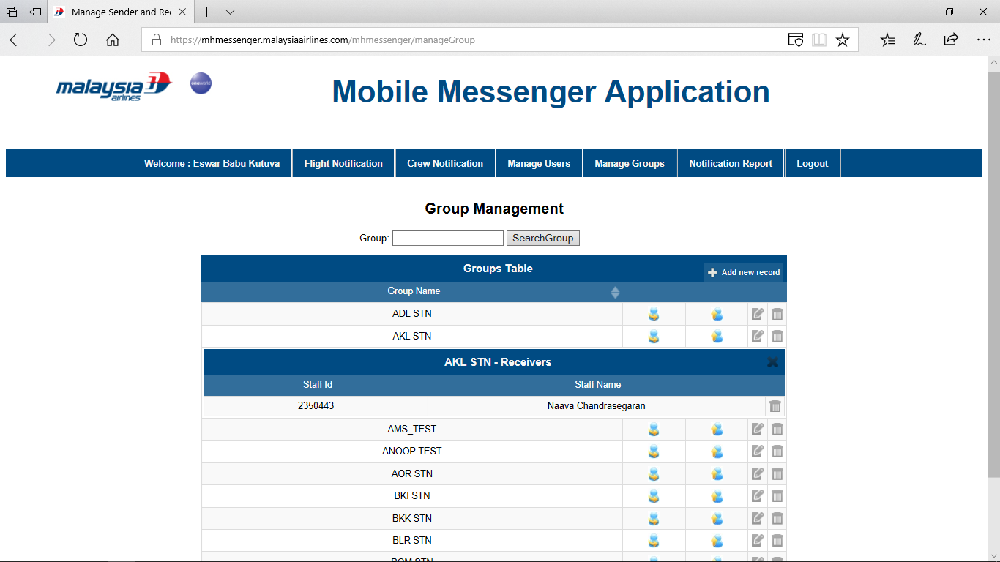 Manage Sender and Re
https://mhmessenger.malaysiaairlines.com/mhmessenger/manageGroup
malaysia
airlines
oneworld
Mobile Messenger Application
Welcome : Eswar Babu Kutuva
Flight Notification
Crew Notification
Manage Users
Manage Groups
Notification Report
Logout
Group Management
Group:
SearchGroup
Groups Table
Add new record
Group Name
ADL STN
AKL STN
AKL STN - Receivers
Staff Id
Staff Name
2350443
Naava Chandrasegaran
AMS_TEST
ANOOP TEST
AOR STN
BKI STN
BKK STN
BLR STN
BOM STN